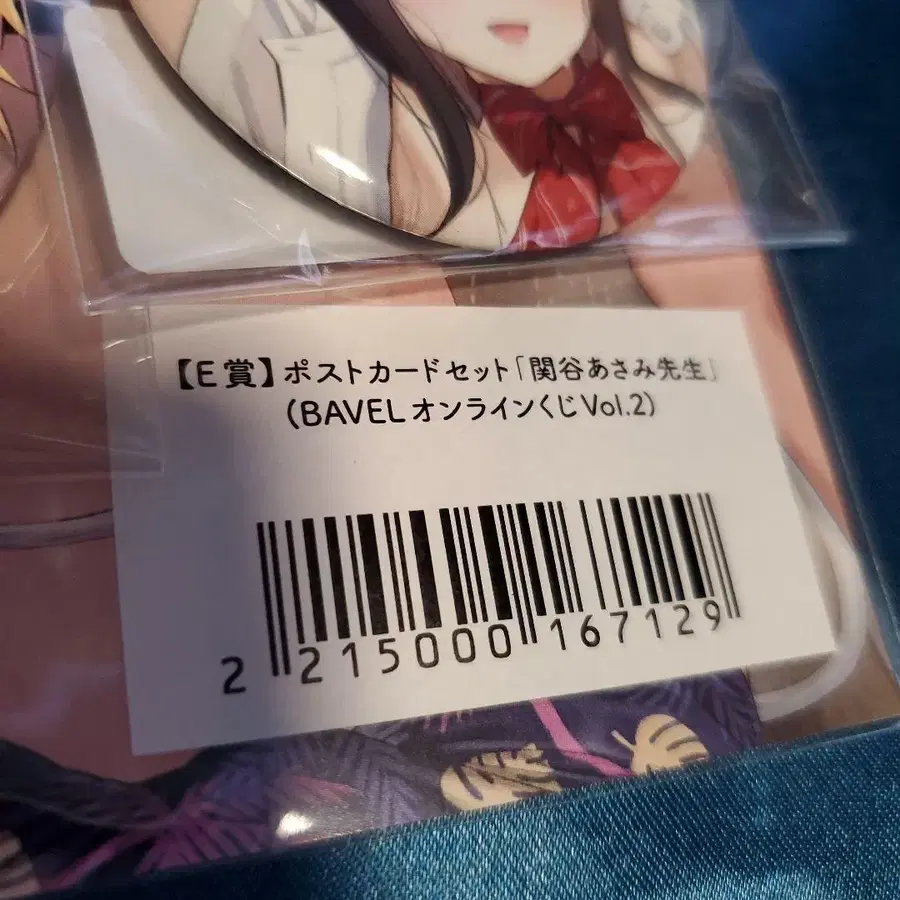 【E賞】ポストカードセット「関谷あさみ先生」
（BAVELオンラインくじVol.2）
2 215000 167129